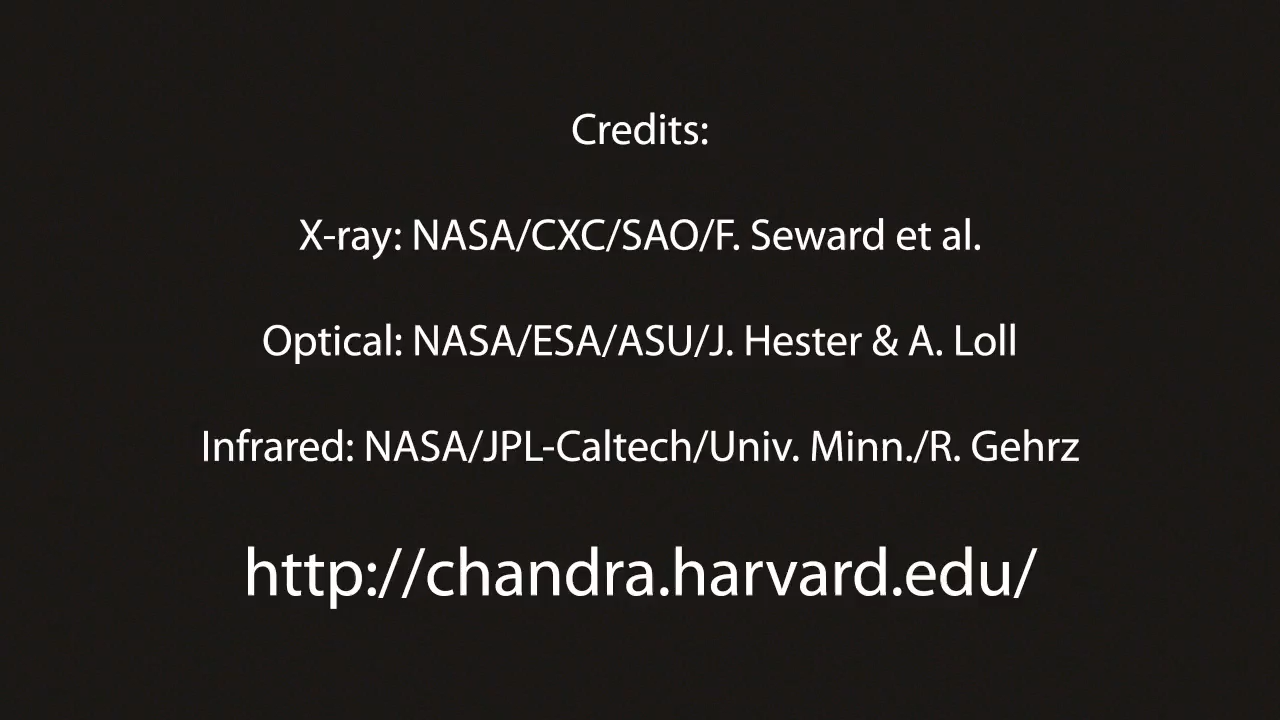 Credits:
X-ray: NASA/CXC/SAO/F. Seward et al.
Optical: NASA/ESA/ASU/J. Hester & A. Loll
Infrared: NASA/JPL-Caltech/Univ. Minn./R. Gehrz
http://chandra.harvard.edu/